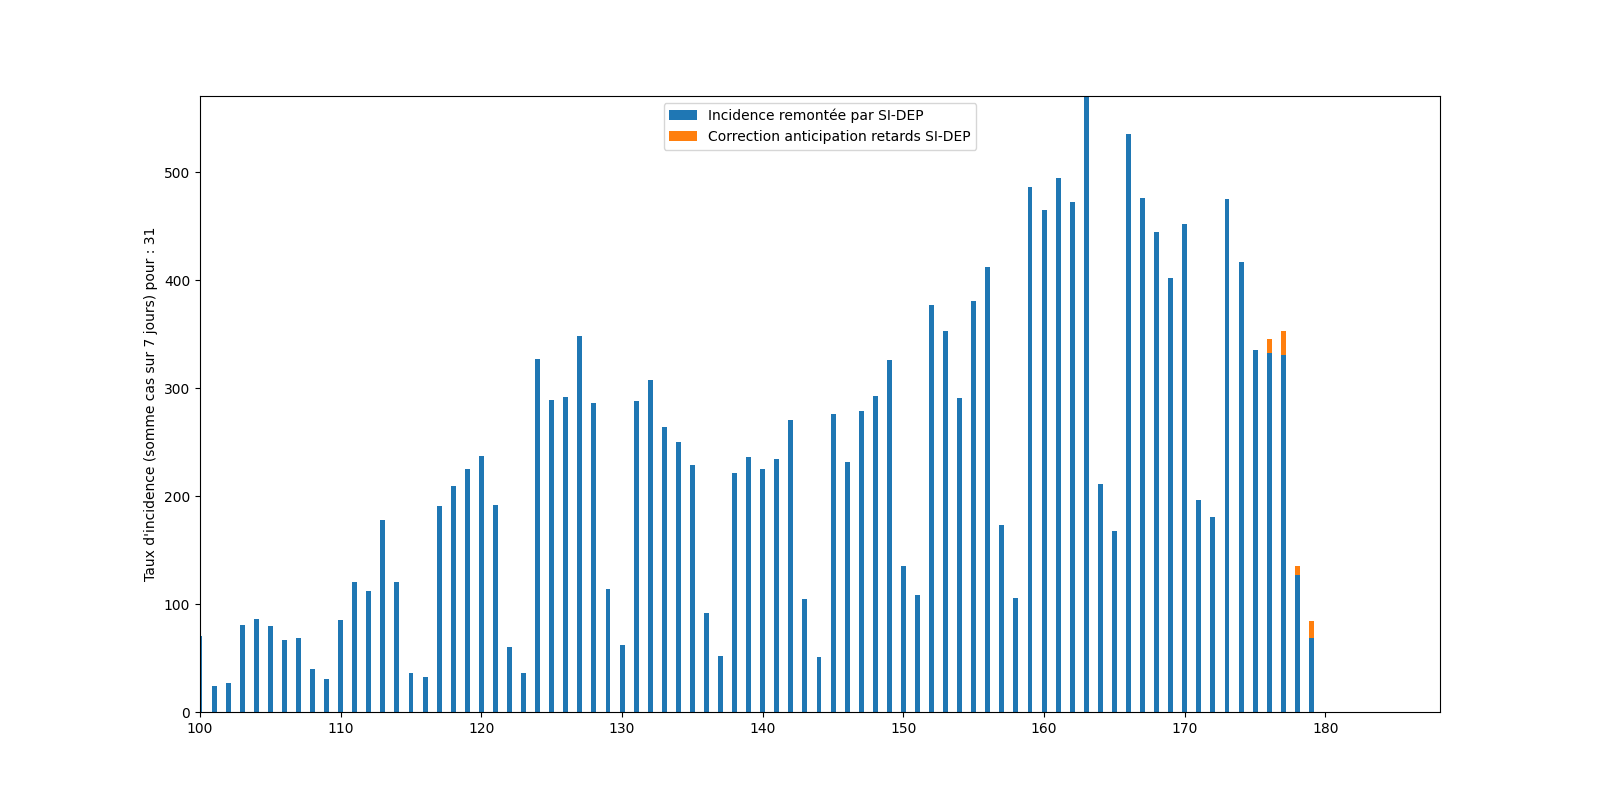 Incidence remontée par SI-DEP
Correction anticipation retards SI-DEP
Taux d'incidence (somme cas sur 7 jours) pour : 31
500
400
300
200
100
0
100 110 120 130 140 150 160 170 180